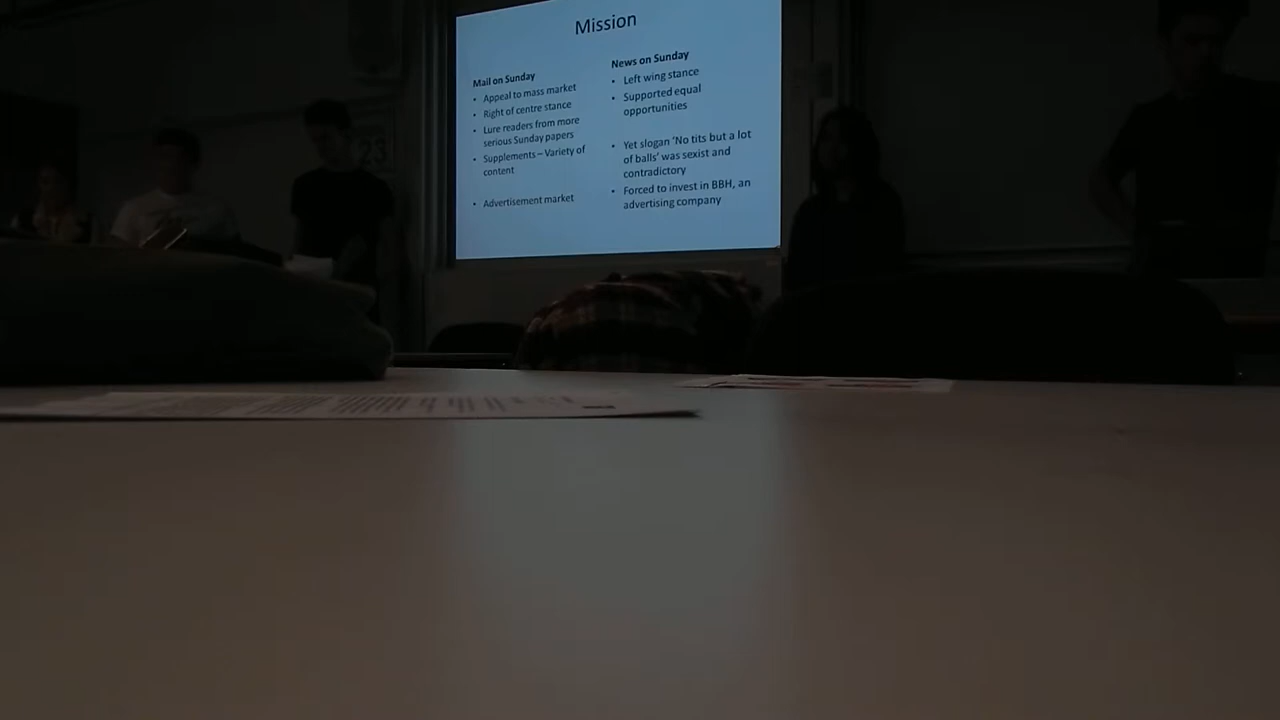 Mission
Mail on Sunday
• Appeal to mass market
• Right of centre stance
• Lure readers from more
serious Sunday papers
• Supplements – Variety of
content
• Advertisement market
News on Sunday
• Left wing stance
• Supported equal
opportunities
• Yet slogan 'No tits but a lot
of balls' was sexist and
contradictory
• Forced to invest in BBH, an
advertising company
23